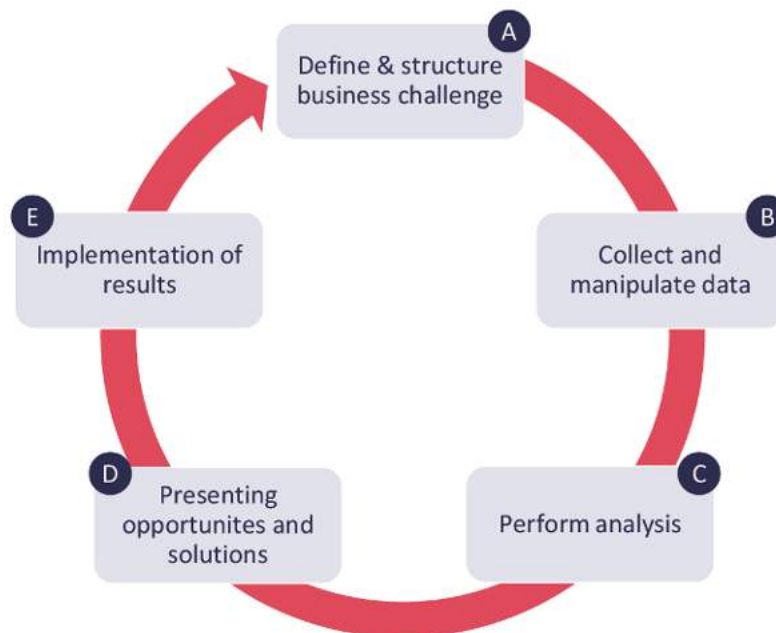 A
Define & structure
business challenge
B
Collect and
manipulate data
C
Perform analysis
D
Presenting
opportunites and
solutions
E
Implementation of
results